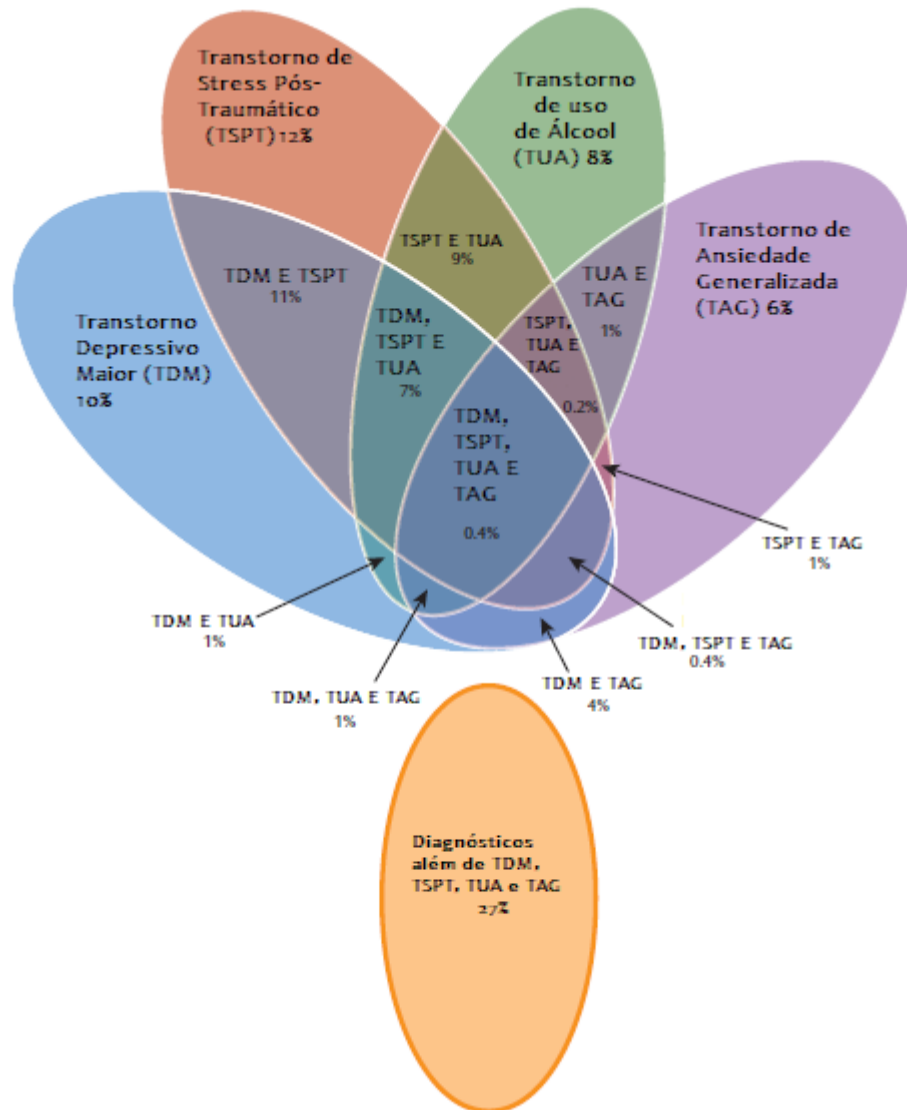 Transtorno de
Stress Pós-
Traumático
(TSPT) 12%
Transtorno
de uso
de Álcool
(TUA) 8%
Transtorno de
Ansiedade
Generalizada
(TAG) 6%
Transtorno
Depressivo
Maior (TDM)
10%
TDM E TSPT
11%
TSPT E TUA
9%
TUA E
TAG
1%
TDM,
TSPT E
TUA
7%
TSPT,
TUA E
TAG
0.2%
TDM,
TSPT,
TUA E
TAG
0.4%
TSPT E TAG
1%
TDM E TUA
1%
TDM, TSPT E TAG
0.4%
TDM, TUA E TAG
1%
TDM E TAG
4%
Diagnósticos
além de TDM,
TSPT, TUA e TAG
27%